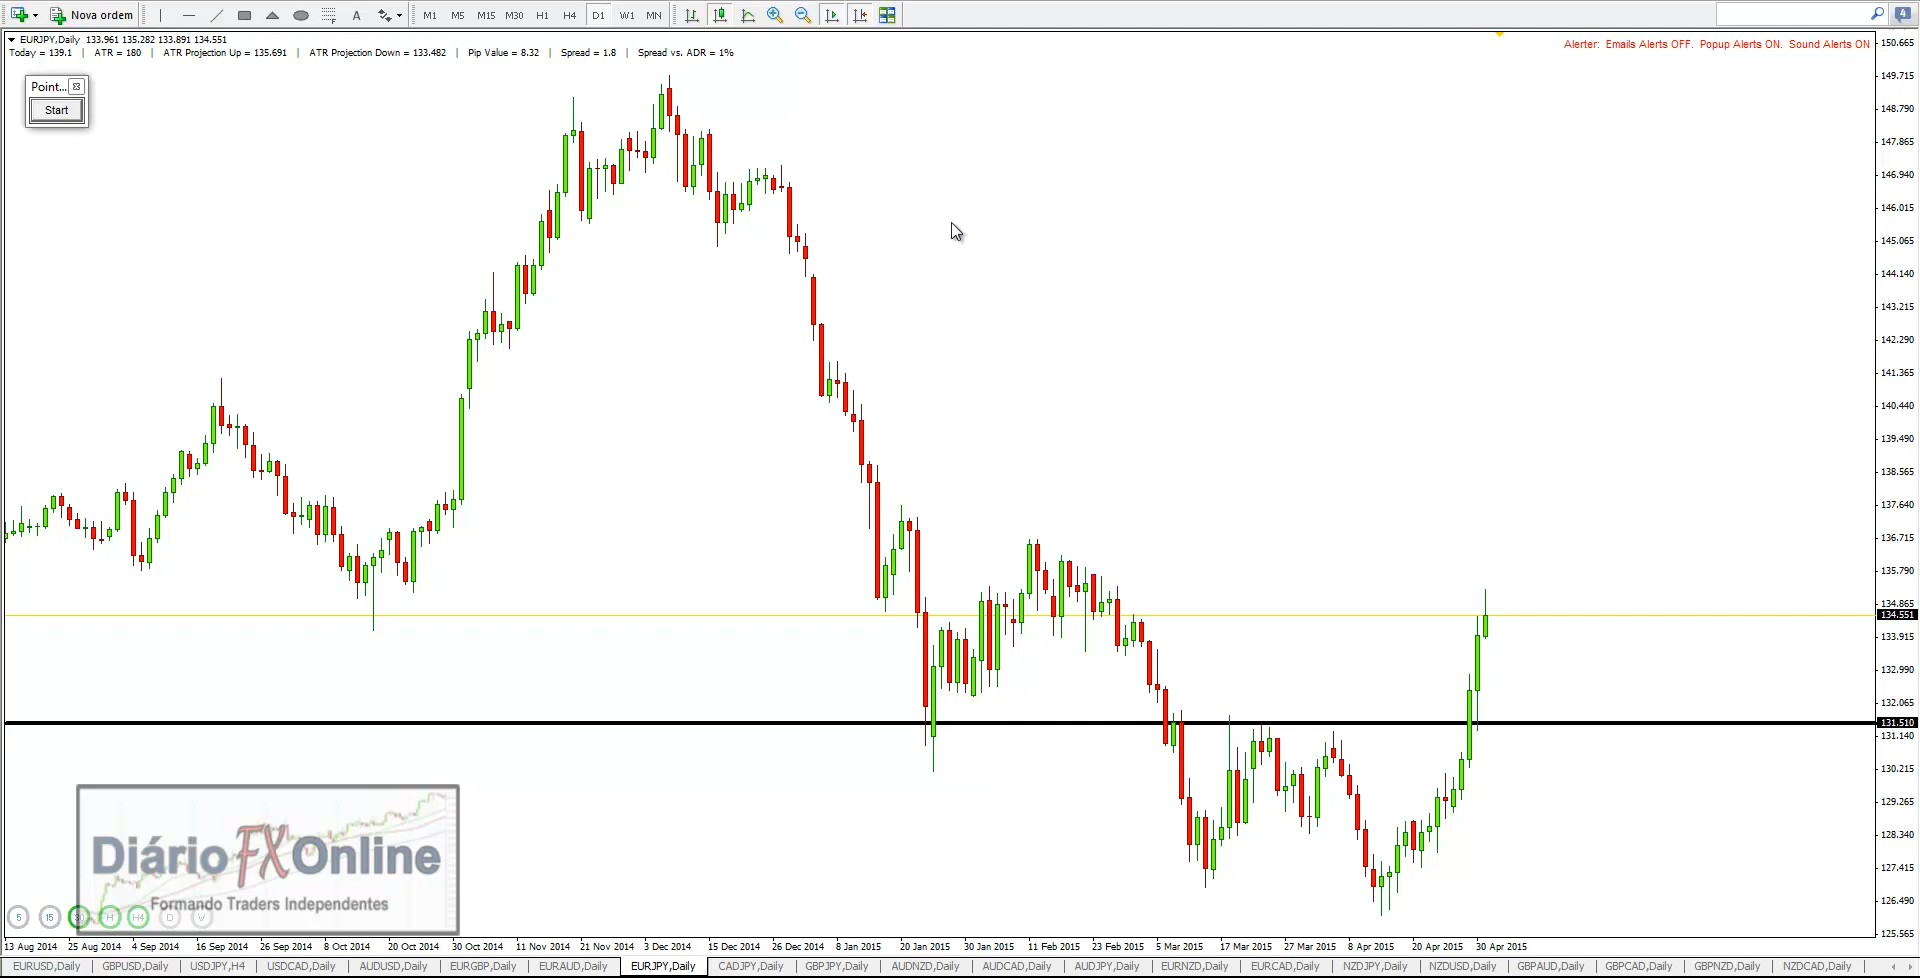 Nova ordem
A
M1 M5 M15 M30 H1 H4 D1 W1 MN
4
EURJPY,Daily 133.961 135.282 133.891 134.551
Today = 139.1 | ATR = 180 | ATR Projection Up = 135.691 | ATR Projection Down = 133.482 | Pip Value = 8.32 | Spread = 1.8 | Spread vs. ADR = 1%
Alerter: Emails Alerts OFF. Popup Alerts ON. Sound Alerts ON
Point...
Start
150.665
149.715
148.790
147.865
146.940
146.015
145.065
144.140
143.215
142.290
141.365
140.440
139.490
138.565
137.640
136.715
135.790
134.865
134.551
133.915
132.990
132.065
131.510
131.140
130.215
129.265
128.340
127.415
126.490
125.565
Diário FX Online
Formando Traders Independentes
5 15 30 H H4 D W
13 Aug 2014 25 Aug 2014 4 Sep 2014 16 Sep 2014 26 Sep 2014 8 Oct 2014 20 Oct 2014 30 Oct 2014 11 Nov 2014 21 Nov 2014 3 Dec 2014 15 Dec 2014 26 Dec 2014 8 Jan 2015 20 Jan 2015 30 Jan 2015 11 Feb 2015 23 Feb 2015 5 Mar 2015 17 Mar 2015 27 Mar 2015 8 Apr 2015 20 Apr 2015 30 Apr 2015
EURUSD,Daily GBPUSD,Daily USDJPY,H4 USDCAD,Daily AUDUSD,Daily EURGBP,Daily EURAUD,Daily EURJPY,Daily CADJPY,Daily GBPJPY,Daily AUDNZD,Daily AUDCAD,Daily AUDJPY,Daily EURNZD,Daily EURCAD,Daily NZDJPY,Daily NZDUSD,Daily GBPAUD,Daily GBPCAD,Daily GBPNZD,Daily NZDCAD,Daily